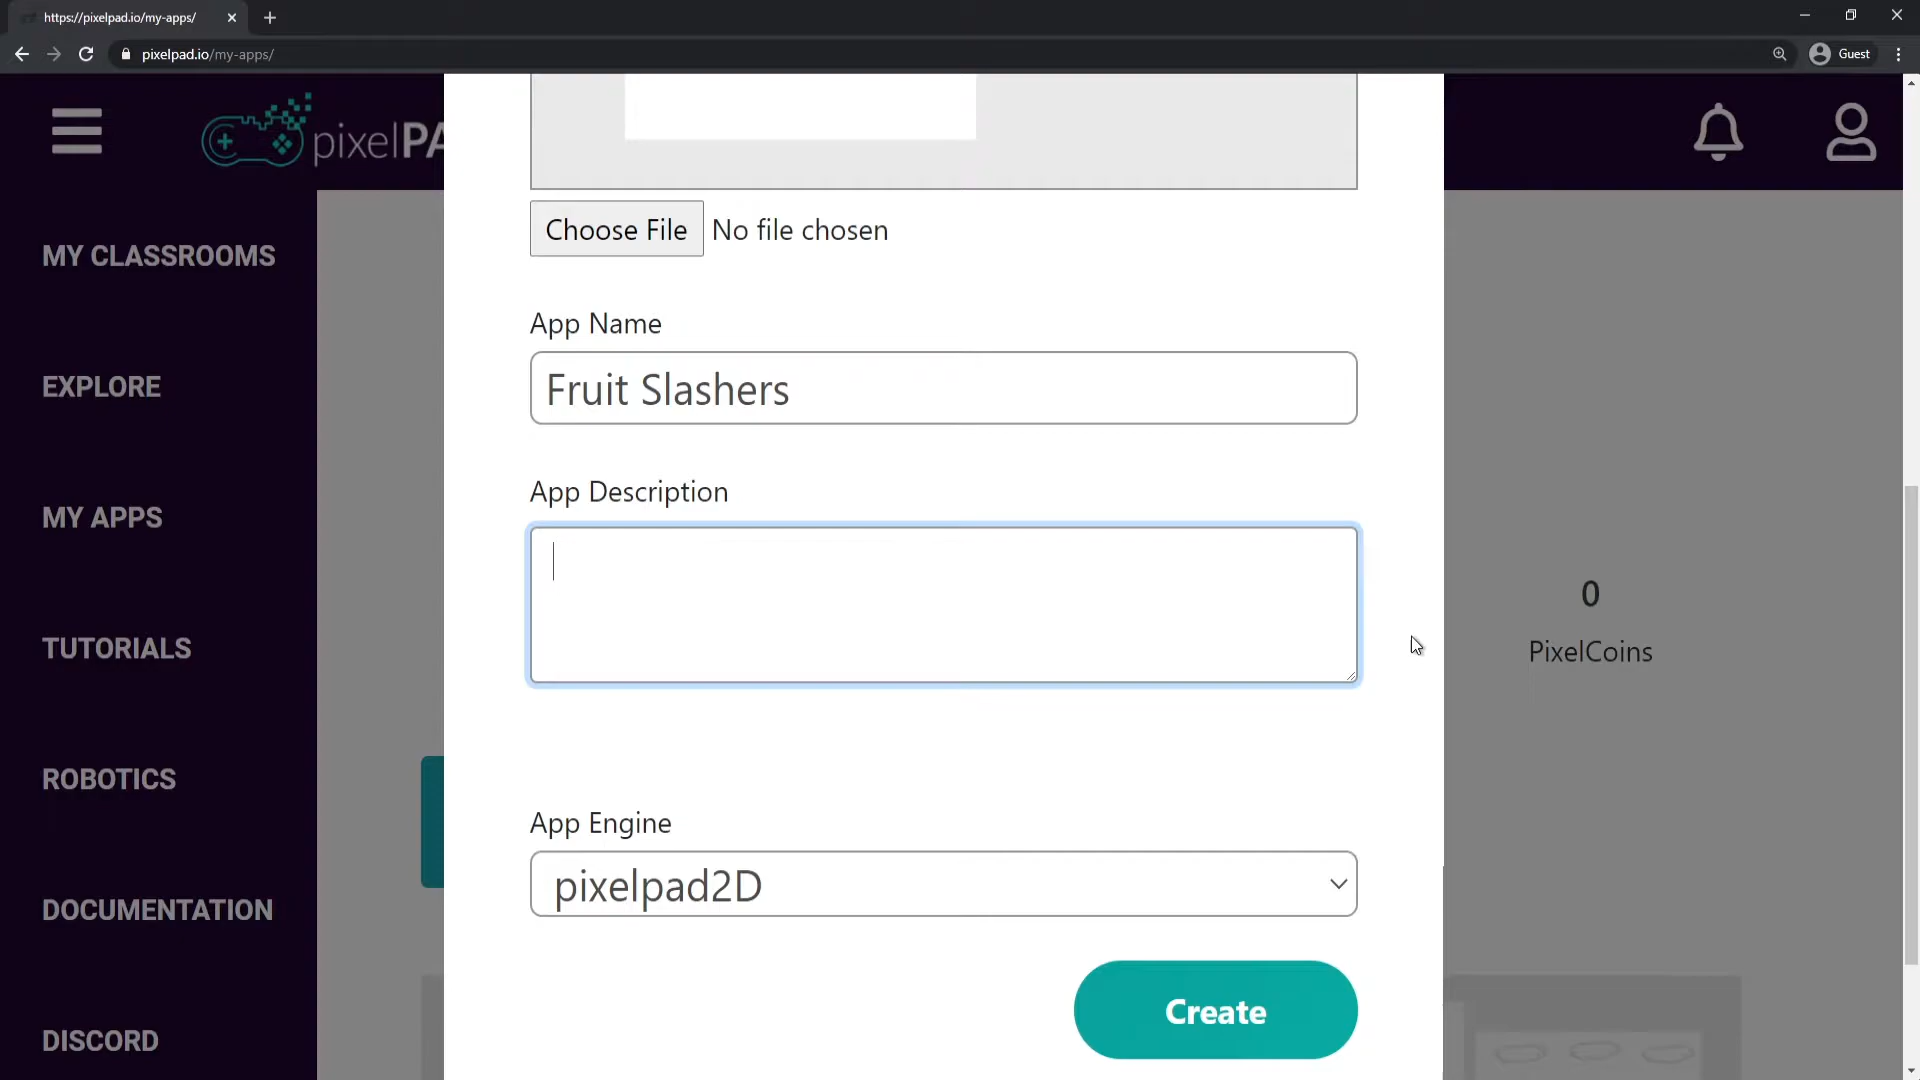 https://pixelpad.io/my-apps/
pixelpad.io/my-apps/
Guest
pixelPA
MY CLASSROOMS
EXPLORE
MY APPS
TUTORIALS
ROBOTICS
DOCUMENTATION
DISCORD
Choose File No file chosen
App Name
Fruit Slashers
App Description
App Engine
pixelpad2D
Create
0
PixelCoins